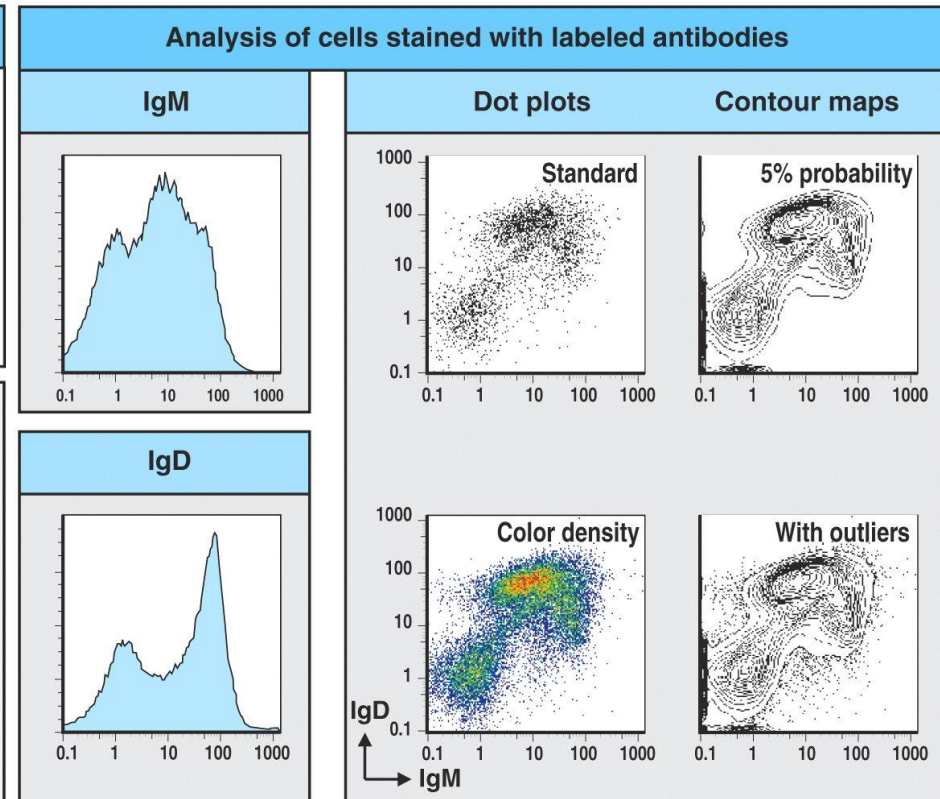 Analysis of cells stained with labeled antibodies
IgM
0.1 1 10 100 1000
IgD
0.1 1 10 100 1000
Dot plots Contour maps
Standard
1000
100
10
1
0.1
0.1 1 10 100 1000
5% probability
0.1 1 10 100 1000
Color density
1000
100
10
1
0.1
0.1 1 10 100 1000
With outliers
0.1 1 10 100 1000
IgD
IgM